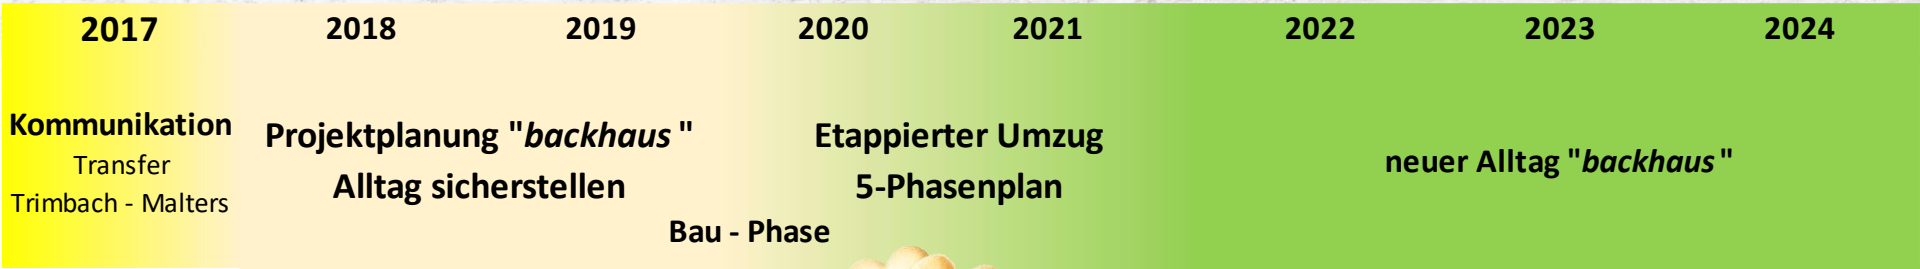 2017 2018 2019 2020 2021 2022 2023 2024
Kommunikation
Transfer
Trimbach - Malters
Projektplanung "backhaus"
Alltag sicherstellen
Bau - Phase
Etappierter Umzug
5-Phasenplan
neuer Alltag "backhaus"